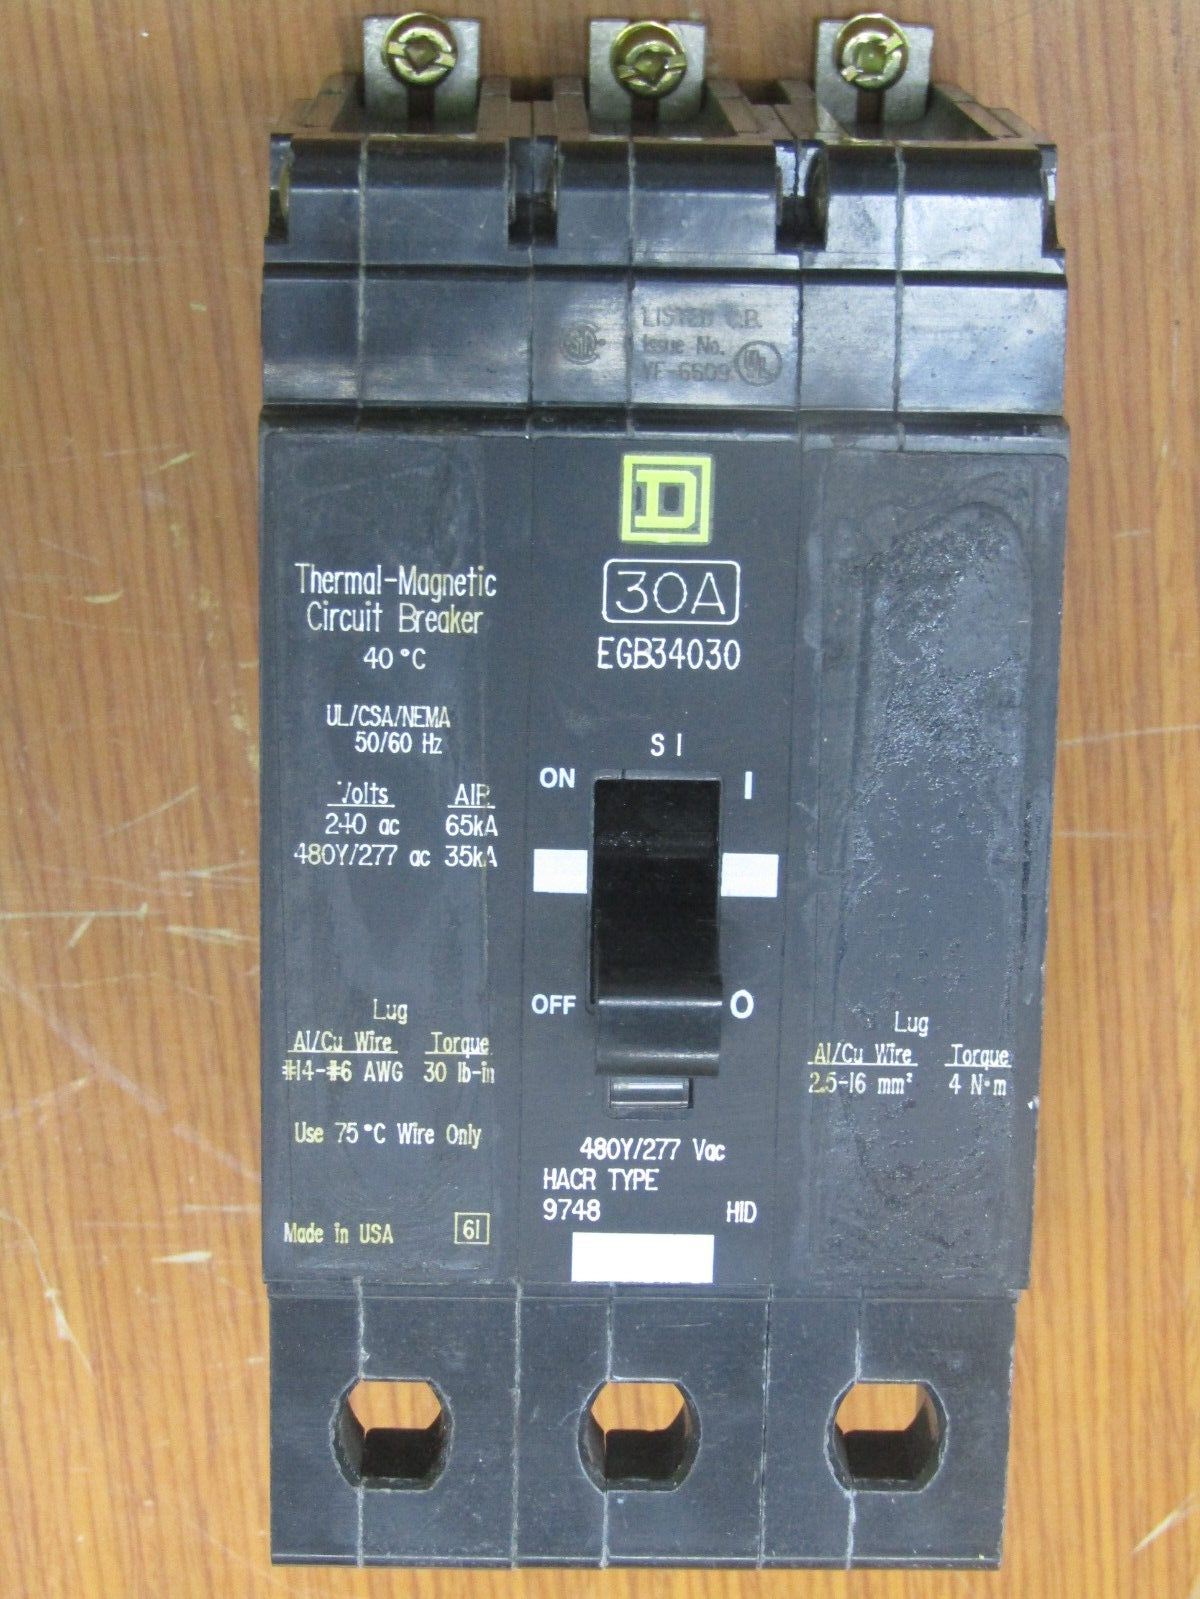 LISTED C.B.
Issue No.
D
30A
EGB34030
Thermal-Magnetic
Circuit Breaker
40 °C
UL/CSA/NEMA
50/60 Hz
Volts AIR
240 ac 65kA
480Y/277 ac 35kA
S I
ON I
OFF O
Lug
Al/Cu Wire Torque
#14-#6 AWG 30 lb-in
Use 75 °C Wire Only
Made in USA 61
480Y/277 Vac
HACR TYPE
9748 HID
Lug
Al/Cu Wire Torque
2.5-16 mm² 4 N·m